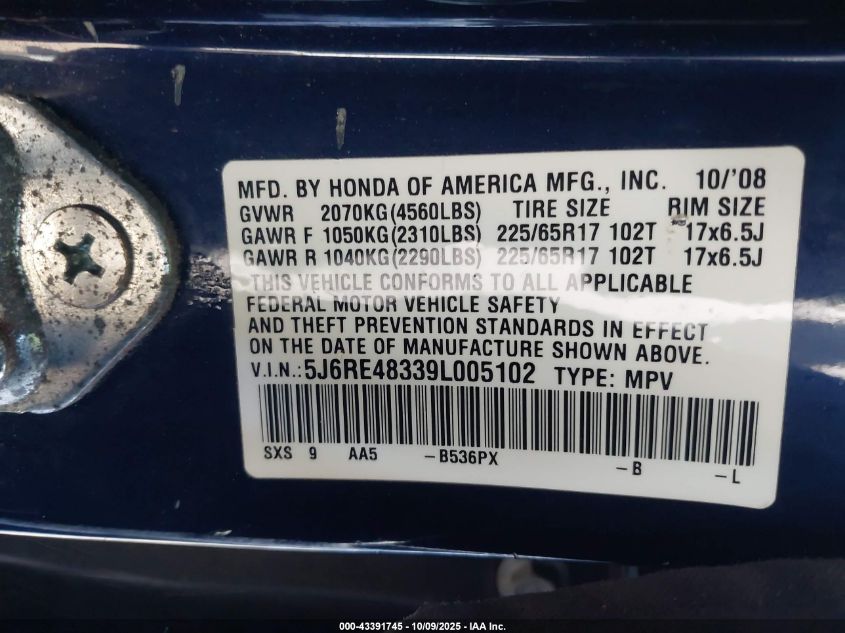 MFD. BY HONDA OF AMERICA MFG., INC. 10/'08
GVWR 2070KG(4560LBS) TIRE SIZE RIM SIZE
GAWR F 1050KG(2310LBS) 225/65R17 102T 17x6.5J
GAWR R 1040KG(2290LBS) 225/65R17 102T 17x6.5J
THIS VEHICLE CONFORMS TO ALL APPLICABLE
FEDERAL MOTOR VEHICLE SAFETY
AND THEFT PREVENTION STANDARDS IN EFFECT
ON THE DATE OF MANUFACTURE SHOWN ABOVE.
V.I.N.:5J6RE48339L005102 TYPE: MPV
SXS 9 AA5 -B536PX -B -L
000-43391745 - 10/09/2025 - IAA Inc.